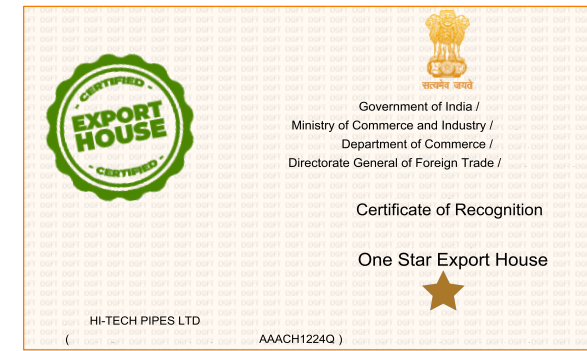 CERTIFIED
EXPORT
HOUSE
CERTIFIED
सत्यमेव जयते
Government of India /
Ministry of Commerce and Industry /
Department of Commerce /
Directorate General of Foreign Trade /
Certificate of Recognition
One Star Export House
HI-TECH PIPES LTD
( AAACH1224Q )